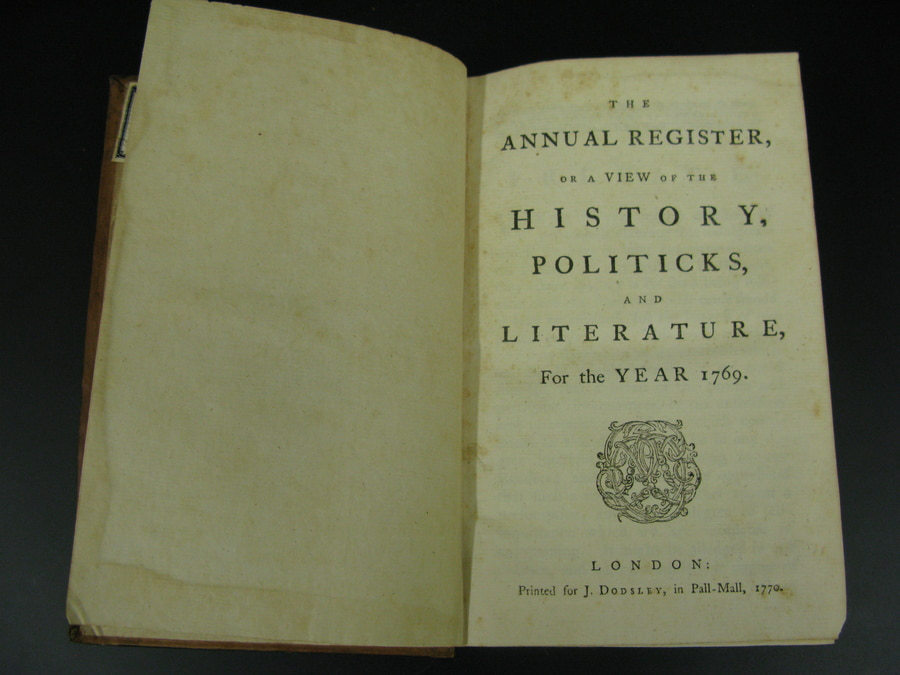 THE
ANNUAL REGISTER,
OR A VIEW OF THE
HISTORY,
POLITICKS,
AND
LITERATURE,
For the YEAR 1769.
LONDON:
Printed for J. DODSLEY, in Pall-Mall, 1770.